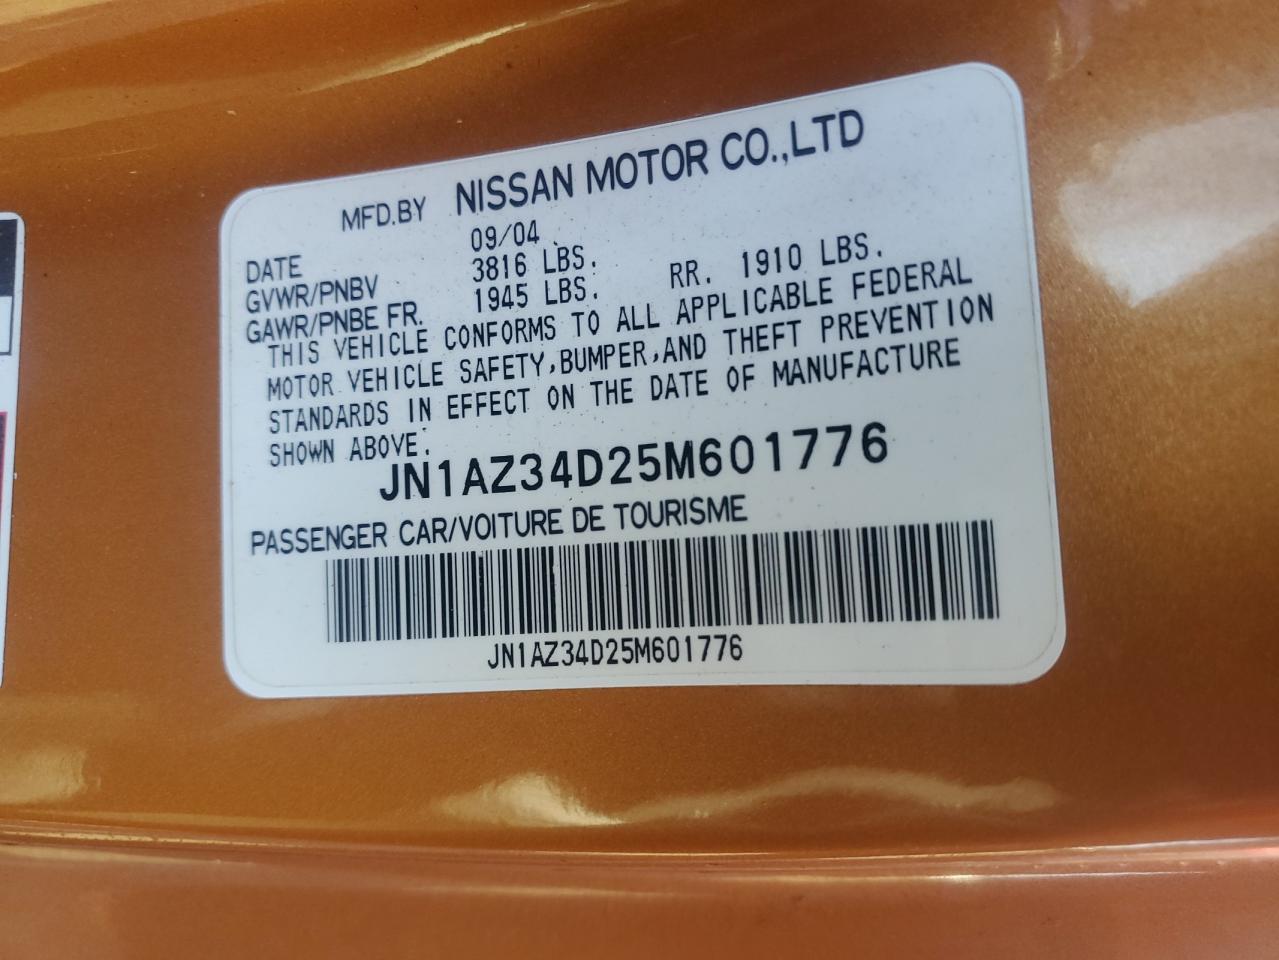 MFD.BY NISSAN MOTOR CO.,LTD
DATE 09/04
GVWR/PNBV 3816 LBS.
GAWR/PNBE FR. 1945 LBS. RR. 1910 LBS.
THIS VEHICLE CONFORMS TO ALL APPLICABLE FEDERAL
MOTOR VEHICLE SAFETY,BUMPER,AND THEFT PREVENTION
STANDARDS IN EFFECT ON THE DATE OF MANUFACTURE
SHOWN ABOVE.
JN1AZ34D25M601776
PASSENGER CAR/VOITURE DE TOURISME
JN1AZ34D25M601776